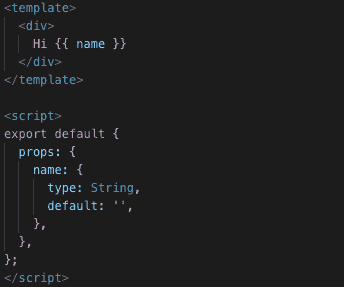 <template>
  <div>
    Hi {{ name }}
  </div>
</template>

<script>
export default {
  props: {
    name: {
      type: String,
      default: '',
    },
  },
};
</script>